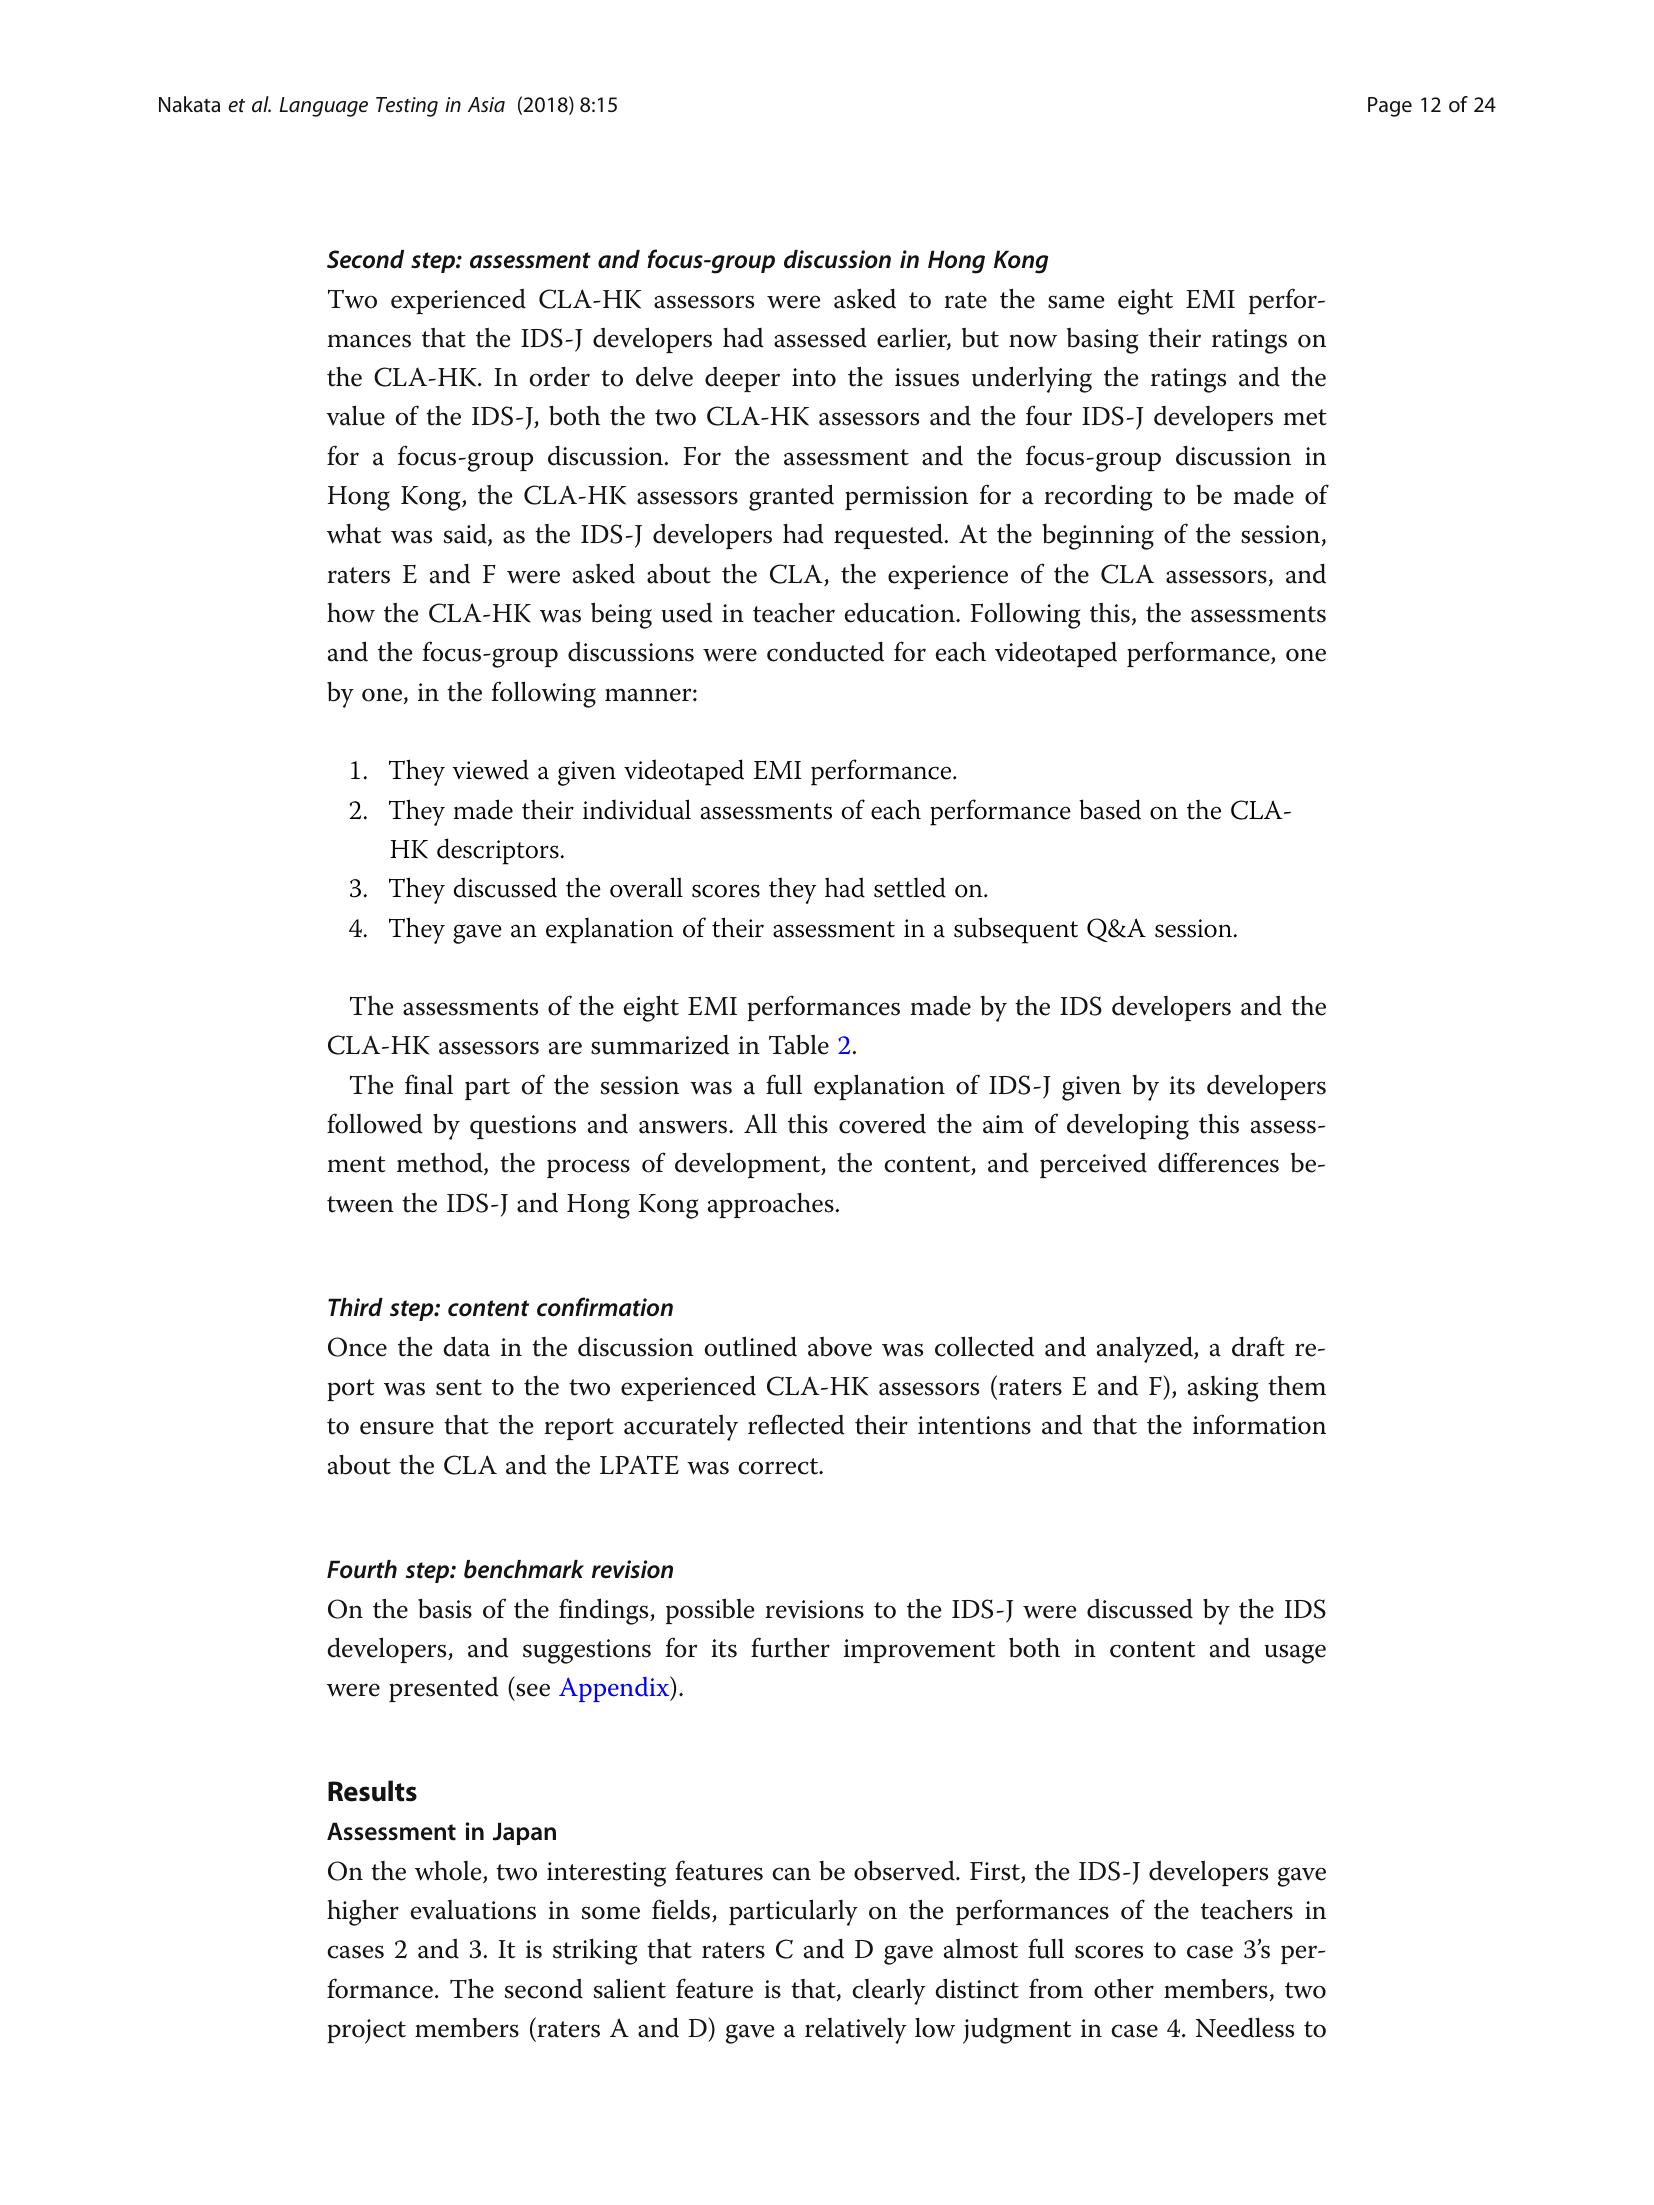 Nakata et al. Language Testing in Asia (2018) 8:15
Page 12 of 24
Second step: assessment and focus-group discussion in Hong Kong
Two experienced CLA-HK assessors were asked to rate the same eight EMI perfor-
mances that the IDS-J developers had assessed earlier, but now basing their ratings on
the CLA-HK. In order to delve deeper into the issues underlying the ratings and the
value of the IDS-J, both the two CLA-HK assessors and the four IDS-J developers met
for a focus-group discussion. For the assessment and the focus-group discussion in
Hong Kong, the CLA-HK assessors granted permission for a recording to be made of
what was said, as the IDS-J developers had requested. At the beginning of the session,
raters E and F were asked about the CLA, the experience of the CLA assessors, and
how the CLA-HK was being used in teacher education. Following this, the assessments
and the focus-group discussions were conducted for each videotaped performance, one
by one, in the following manner:
1. They viewed a given videotaped EMI performance.
2. They made their individual assessments of each performance based on the CLA-
HK descriptors.
3. They discussed the overall scores they had settled on.
4. They gave an explanation of their assessment in a subsequent Q&A session.
The assessments of the eight EMI performances made by the IDS developers and the
CLA-HK assessors are summarized in Table 2.
The final part of the session was a full explanation of IDS-J given by its developers
followed by questions and answers. All this covered the aim of developing this assess-
ment method, the process of development, the content, and perceived differences be-
tween the IDS-J and Hong Kong approaches.
Third step: content confirmation
Once the data in the discussion outlined above was collected and analyzed, a draft re-
port was sent to the two experienced CLA-HK assessors (raters E and F), asking them
to ensure that the report accurately reflected their intentions and that the information
about the CLA and the LPATE was correct.
Fourth step: benchmark revision
On the basis of the findings, possible revisions to the IDS-J were discussed by the IDS
developers, and suggestions for its further improvement both in content and usage
were presented (see Appendix).
Results
Assessment in Japan
On the whole, two interesting features can be observed. First, the IDS-J developers gave
higher evaluations in some fields, particularly on the performances of the teachers in
cases 2 and 3. It is striking that raters C and D gave almost full scores to case 3’s per-
formance. The second salient feature is that, clearly distinct from other members, two
project members (raters A and D) gave a relatively low judgment in case 4. Needless to